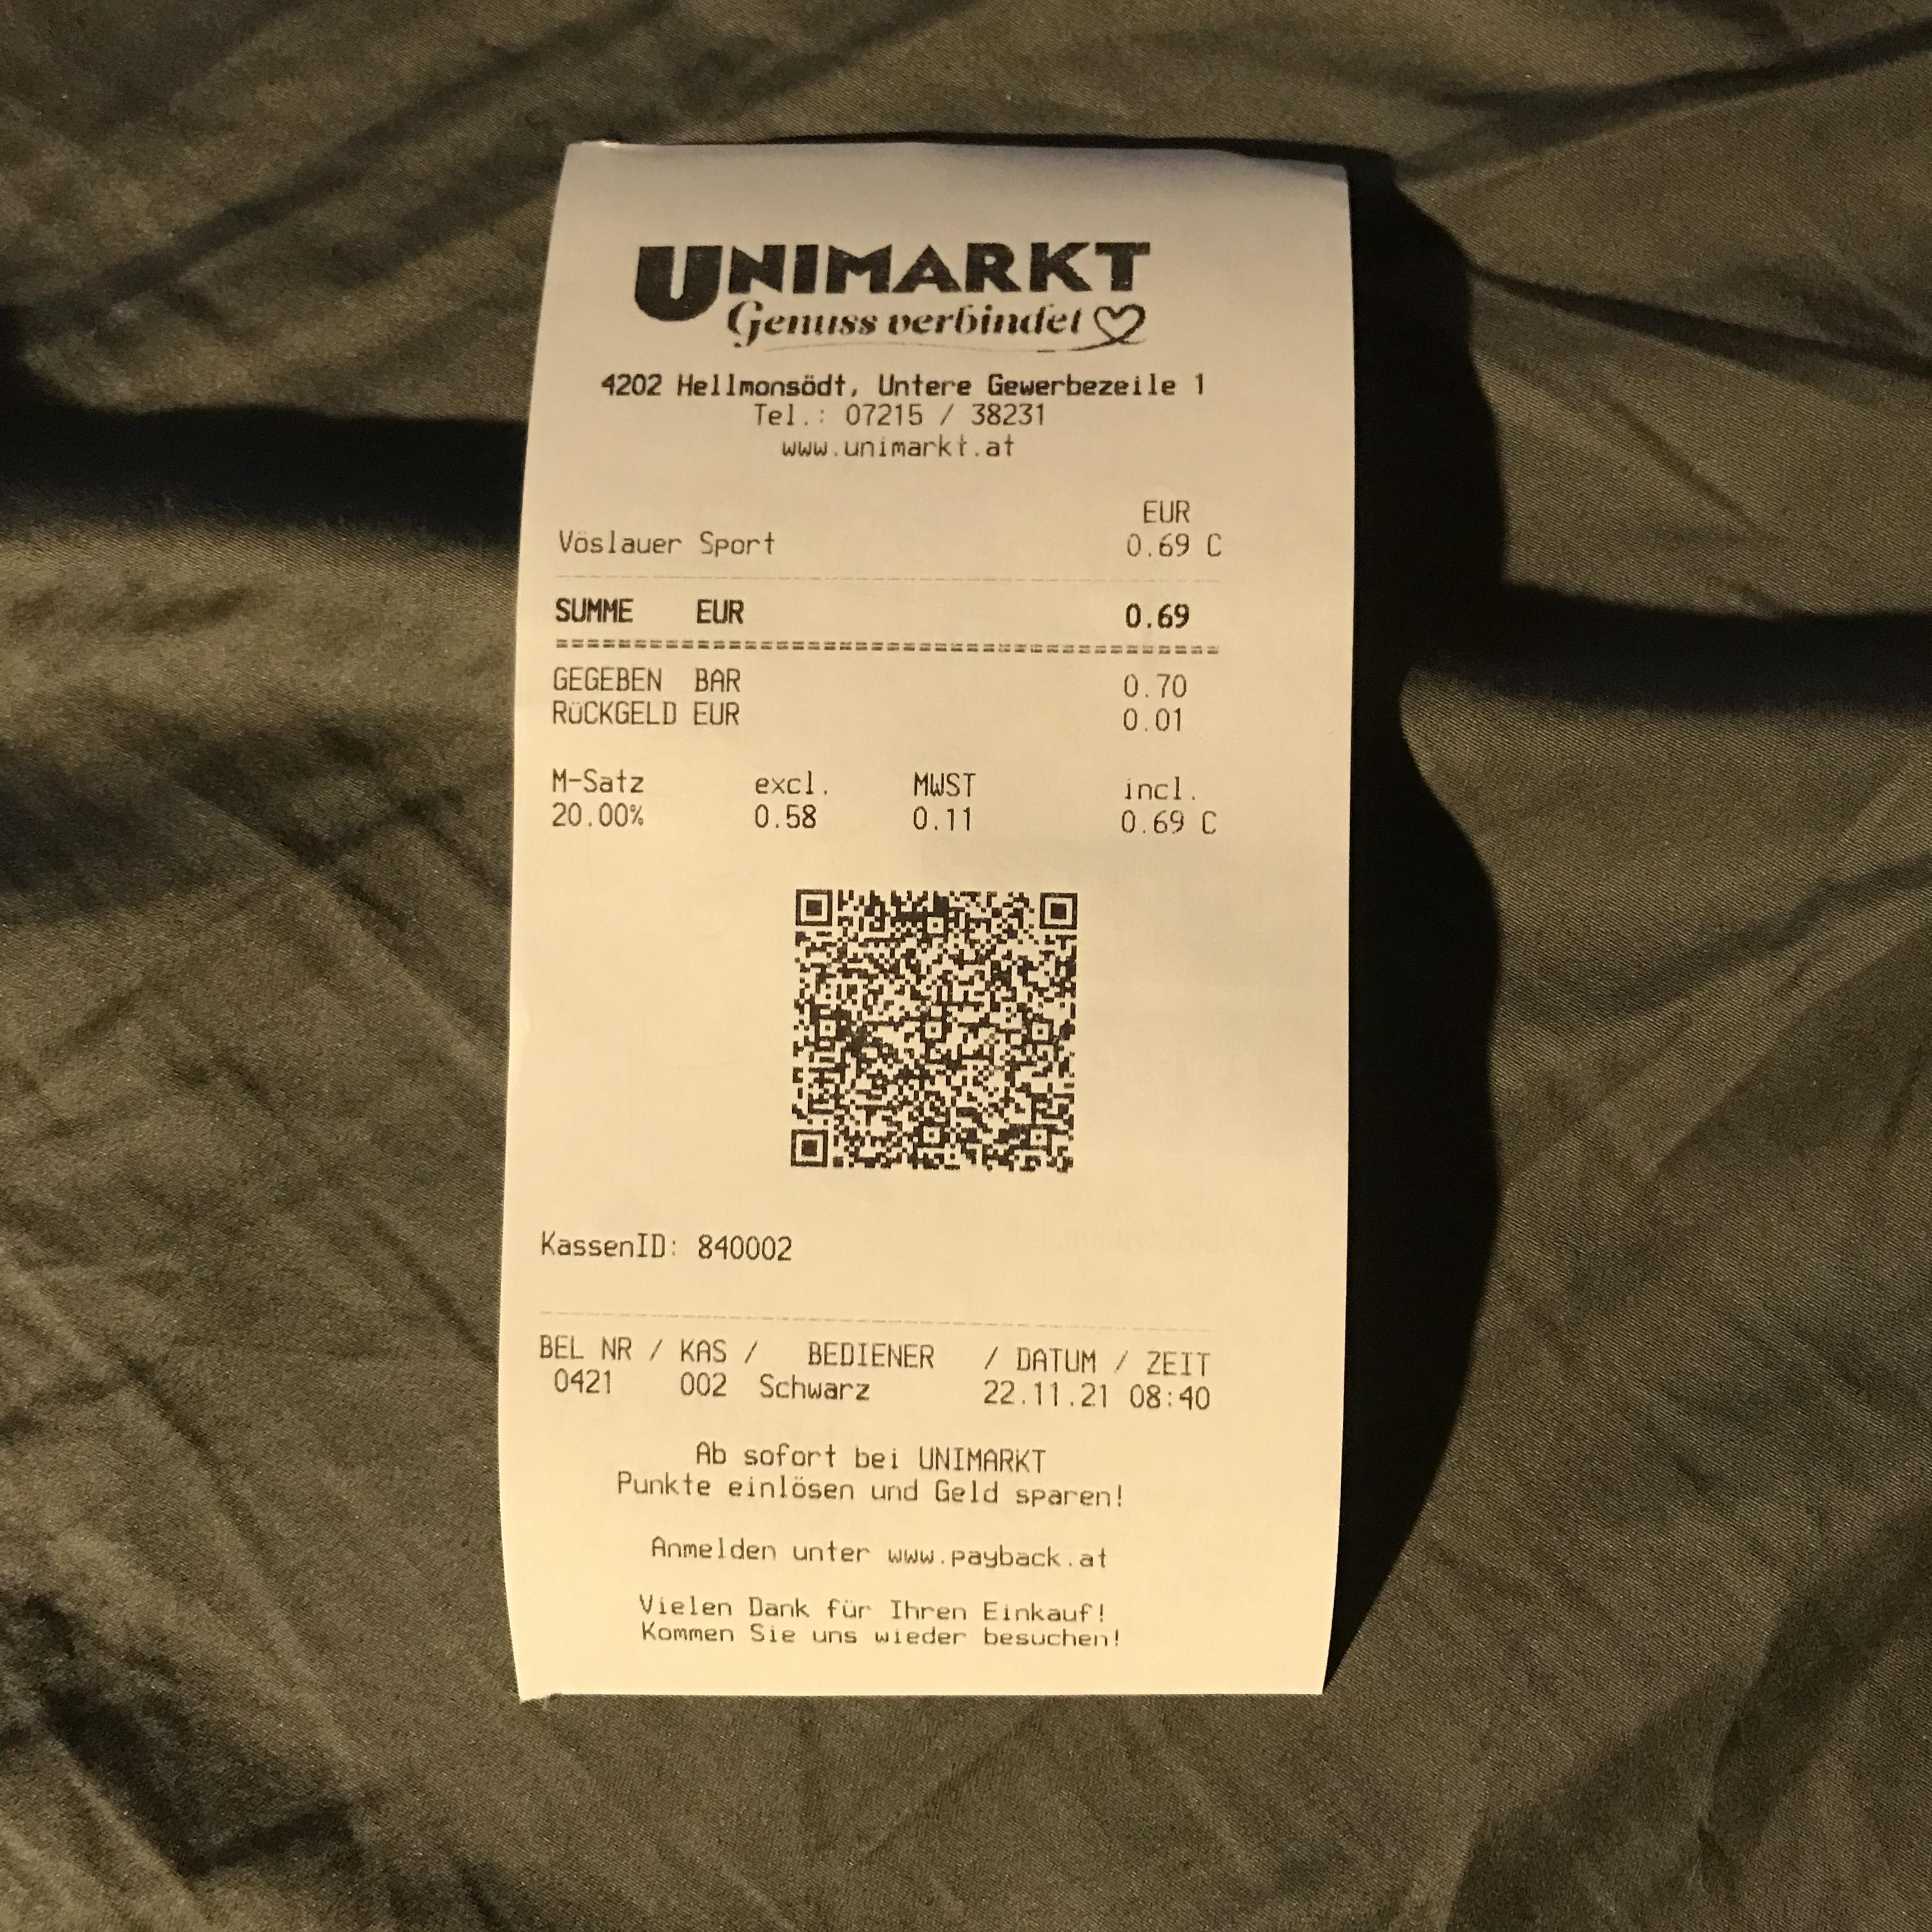 UNIMARKT
Genuss verbindet
4202 Hellmonsödt, Untere Gewerbezeile 1
Tel.: 07215 / 38231
www.unimarkt.at
EUR
Vöslauer Sport 0.69 C
SUMME EUR 0.69
GEGEBEN BAR 0.70
RüCKGELD EUR 0.01
M-Satz excl. MWST incl.
20.00% 0.58 0.11 0.69 C
KassenID: 840002
BEL NR / KAS / BEDIENER / DATUM / ZEIT
0421 002 Schwarz 22.11.21 08:40
Ab sofort bei UNIMARKT
Punkte einlösen und Geld sparen!
Anmelden unter www.payback.at
Vielen Dank für Ihren Einkauf!
Kommen Sie uns wieder besuchen!